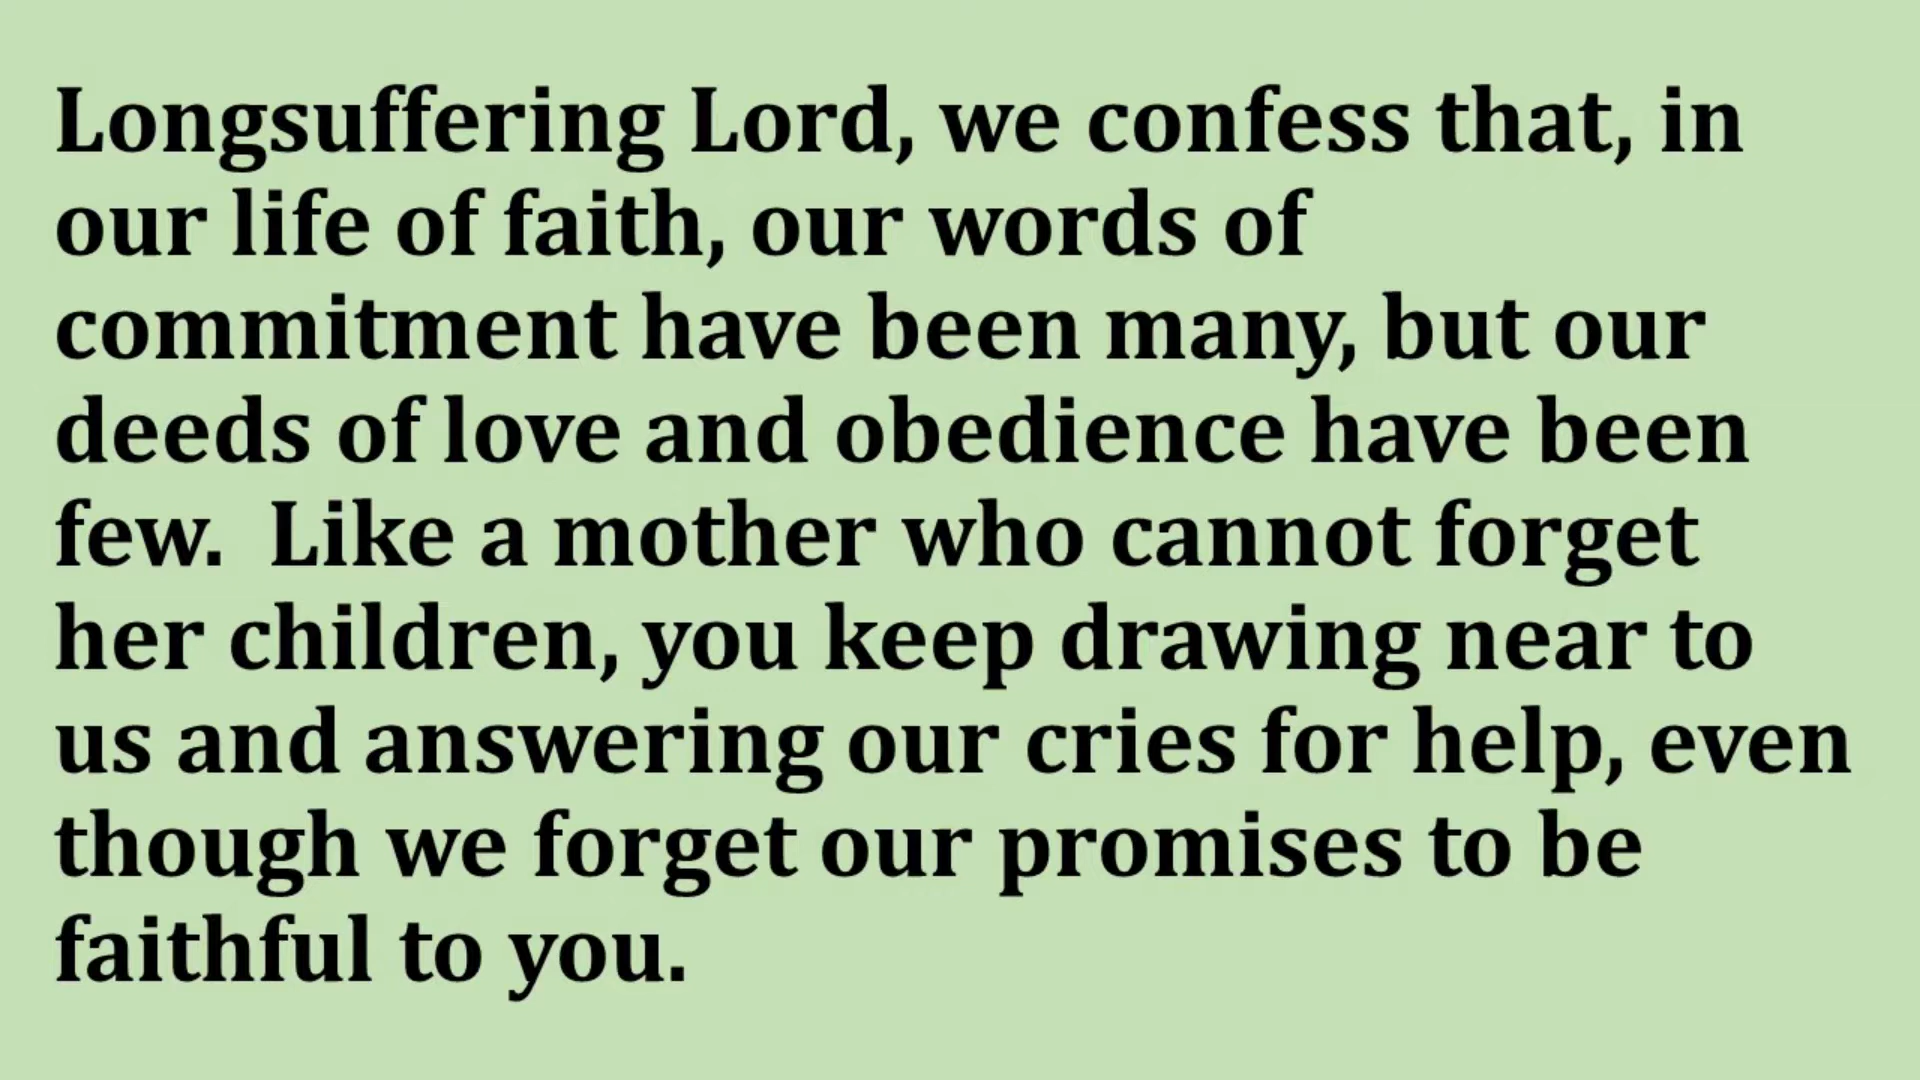 Longsuffering Lord, we confess that, in
our life of faith, our words of
commitment have been many, but our
deeds of love and obedience have been
few.  Like a mother who cannot forget
her children, you keep drawing near to
us and answering our cries for help, even
though we forget our promises to be
faithful to you.